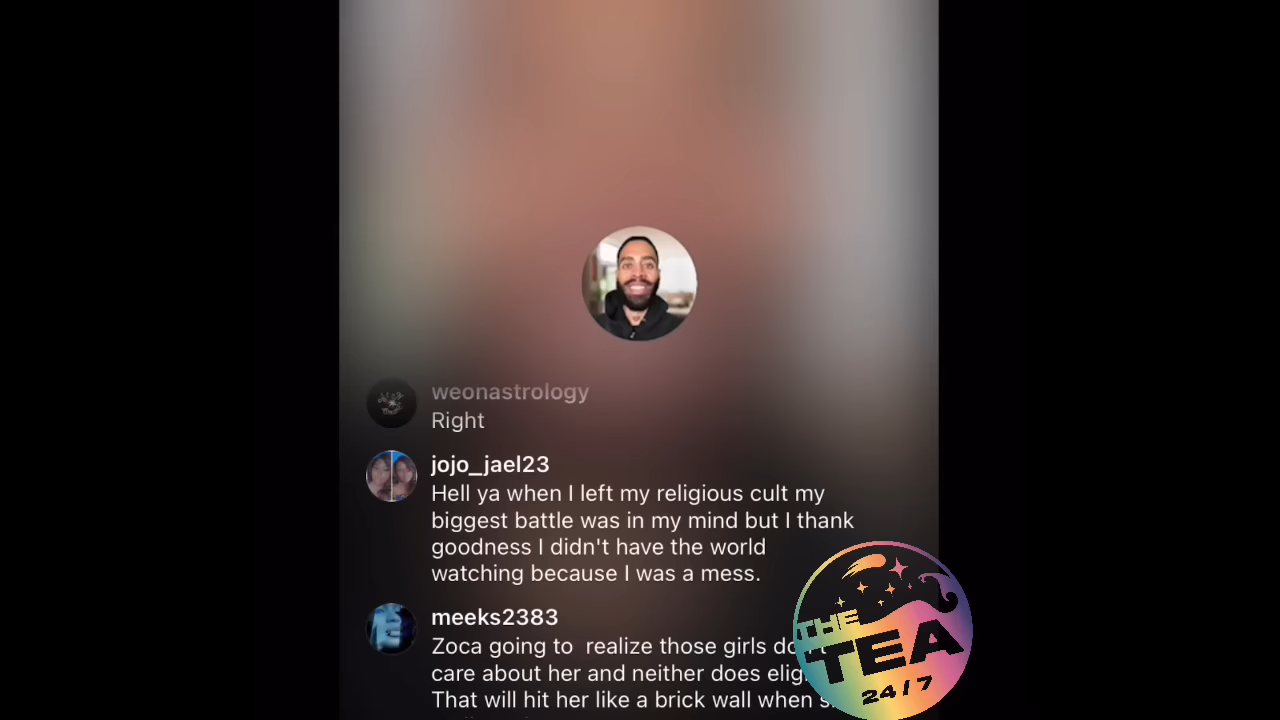 weonastrology
Right
jojo_jael23
Hell ya when I left my religious cult my
biggest battle was in my mind but I thank
goodness I didn't have the world
watching because I was a mess.
meeks2383
Zoca going to  realize those girls don't
care about her and neither does
That will hit her like a brick wall when
THE
TEA
24/7